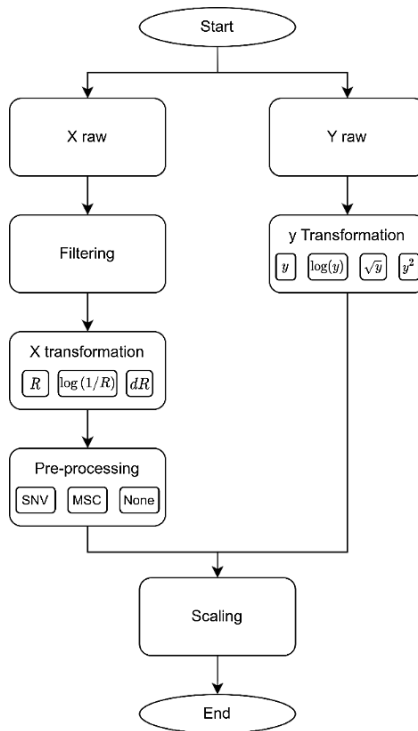 Start
X raw
Y raw
Filtering
y Transformation
y log(y) √y y²
X transformation
R log (1/R) dR
Pre-processing
SNV MSC None
Scaling
End